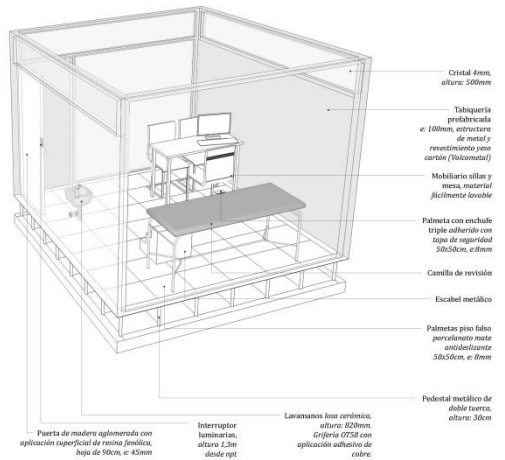 Cristal 4mm,
altura: 500mm
Tabiquería
prefabricada
e: 100mm, estructura
de metal y
revestimiento yeso
cartón (Volcometal)
Mobiliario sillas y
mesa, material
fácilmente lavable
Palmeta con enchufe
triple adherido con
tapa de seguridad
50x50cm, e:8mm
Camilla de revisión
Escabel metálico
Palmetas piso falso
porcelanato mate
antideslizante
50x50cm, e: 8mm
Pedestal metálico de
doble tuerca,
altura: 30cm
Lavamanos losa cerámica,
altura: 820mm.
Grifería OT58 con
aplicación adhesivo de
cobre.
Interruptor
luminarias,
altura 1,3m
desde npt
Puerta de madera aglomerada con
aplicación superficial de resina fenólica,
hoja de 90cm, e: 45mm